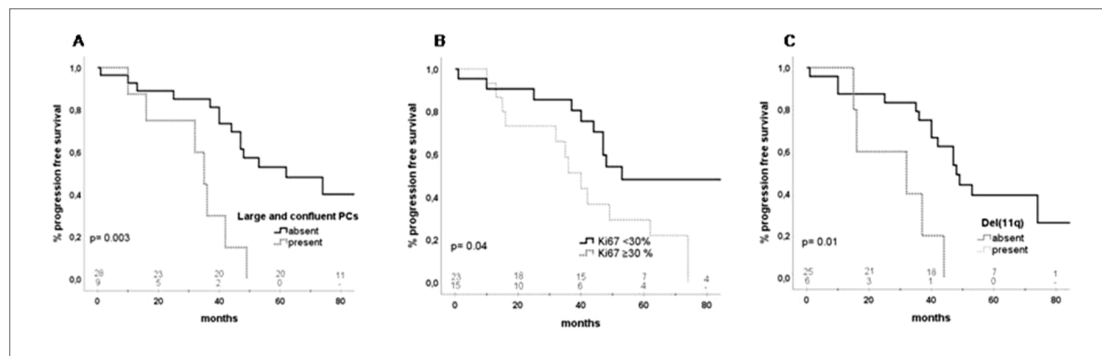 A
% progression free survival
1,0
0,8
0,6
0,4
0,2
0,0
Large and confluent PCs
absent
present
p= 0.003
28 23 20 20 11
9 5 2 0 -
0 20 40 60 80
months
B
% progression free survival
1,0
0,8
0,6
0,4
0,2
0,0
Ki67 <30%
Ki67 ≥30 %
p= 0.04
23 18 15 7 4
15 10 6 4 -
0 20 40 60 80
months
C
% progression free survival
1,0
0,8
0,6
0,4
0,2
0,0
Del(11q)
absent
present
p= 0.01
25 21 18 7 1
6 3 1 0 -
0 20 40 60 80
months